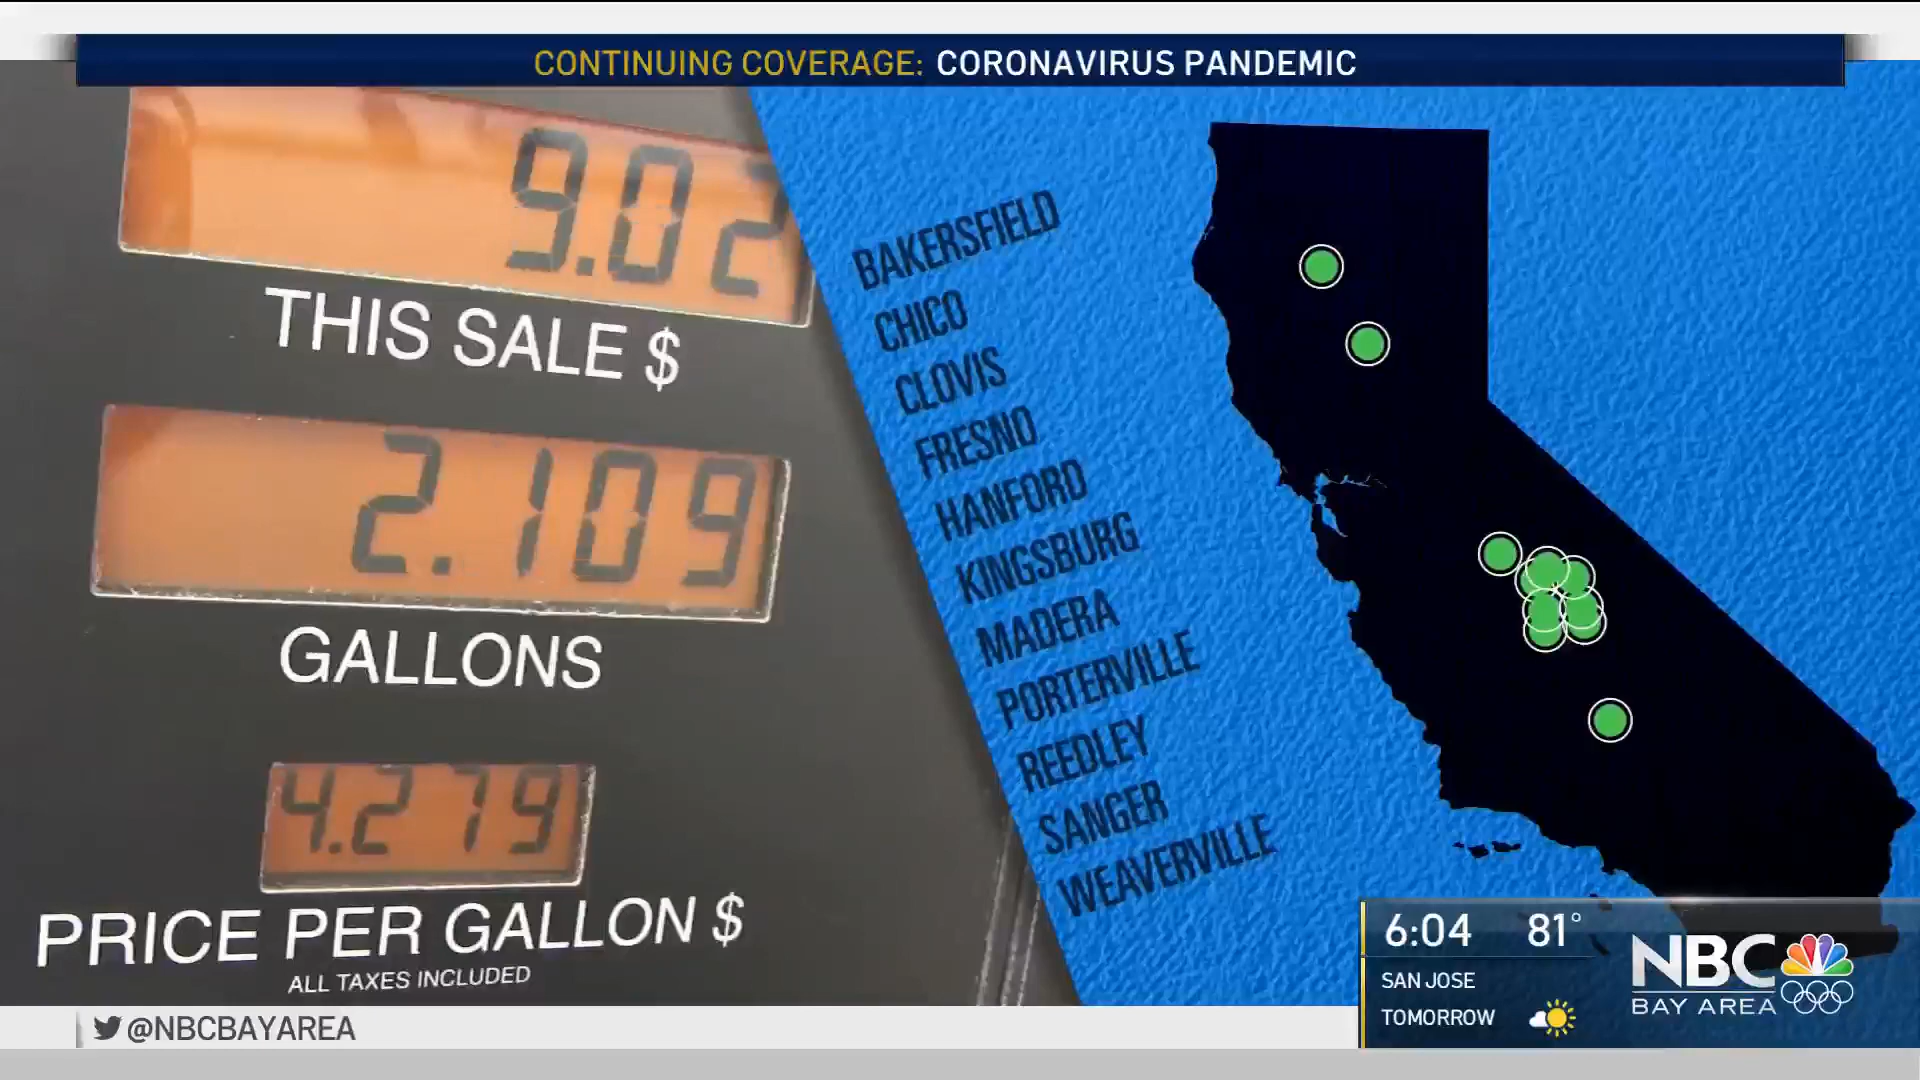 CONTINUING COVERAGE: CORONAVIRUS PANDEMIC
9.02
THIS SALE $
2.109
GALLONS
4.279
PRICE PER GALLON $
ALL TAXES INCLUDED
BAKERSFIELD
CHICO
CLOVIS
FRESNO
HANFORD
KINGSBURG
MADERA
PORTERVILLE
REEDLEY
SANGER
WEAVERVILLE
6:04 81°
SAN JOSE
TOMORROW
NBC
BAY AREA
@NBCBAYAREA